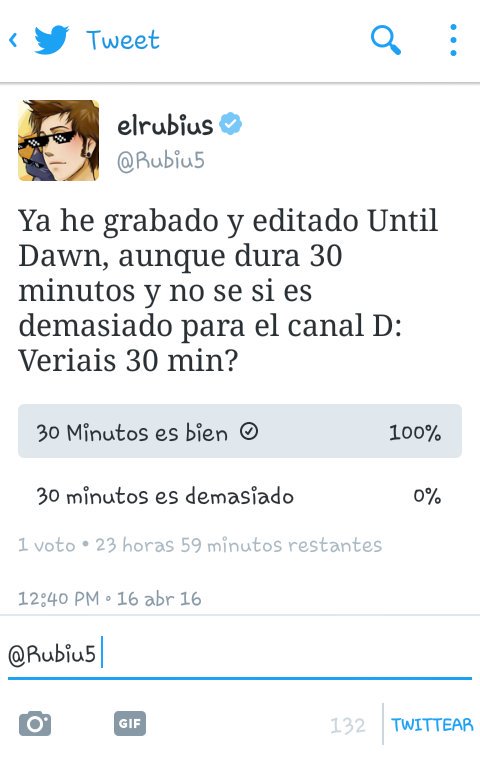 Tweet
elrubius
@Rubiu5
Ya he grabado y editado Until
Dawn, aunque dura 30
minutos y no se si es
demasiado para el canal D:
Veriais 30 min?
30 Minutos es bien 100%
30 minutos es demasiado 0%
1 voto • 23 horas 59 minutos restantes
12:40 PM • 16 abr 16
@Rubiu5
GIF 132 TWITTEAR